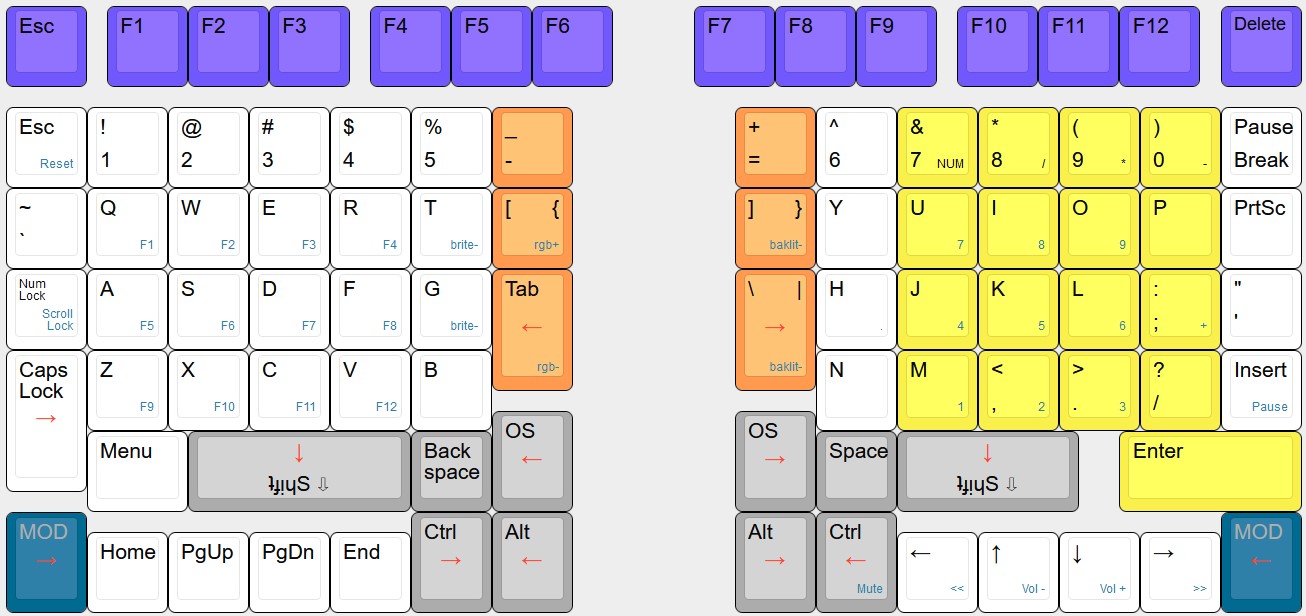 Esc F1 F2 F3 F4 F5 F6 F7 F8 F9 F10 F11 F12 Delete
Esc ! @ # $ % _ + ^ & * ( ) Pause
Reset 1 2 3 4 5 - = 6 7 NUM 8 / 9 * 0 - Break
~ Q W E R T [ { ] } Y U I O P PrtSc
` F1 F2 F3 F4 brite- rgb+ baklit- 7 8 9
Num
Lock A S D F G Tab \ | H J K L : "
← →
Scroll
Lock F5 F6 F7 F8 brite- . 4 5 6 ; + '
rgb- baklit-
Caps
Lock Z X C V B N M < > ? Insert
→ F9 F10 F11 F12 1 , 2 . 3 / Pause
Menu ↓ Back
space OS OS Space ↓ Enter
← →
Shift ⇩ Shift ⇩
MOD Ctrl Alt Alt Ctrl MOD
→ Home PgUp PgDn End → ← → ← ← ↑ ↓ → ←
Mute << Vol - Vol + >>